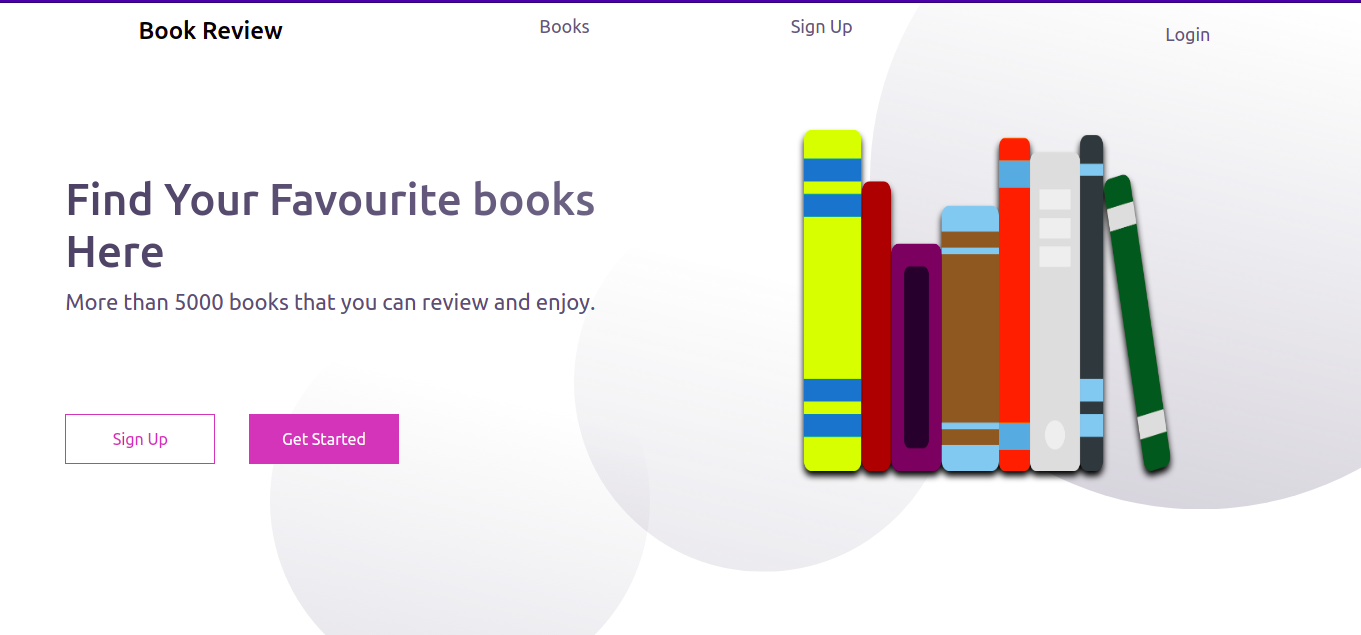 Book Review
Books
Sign Up
Login
Find Your Favourite books
Here
More than 5000 books that you can review and enjoy.
Sign Up
Get Started